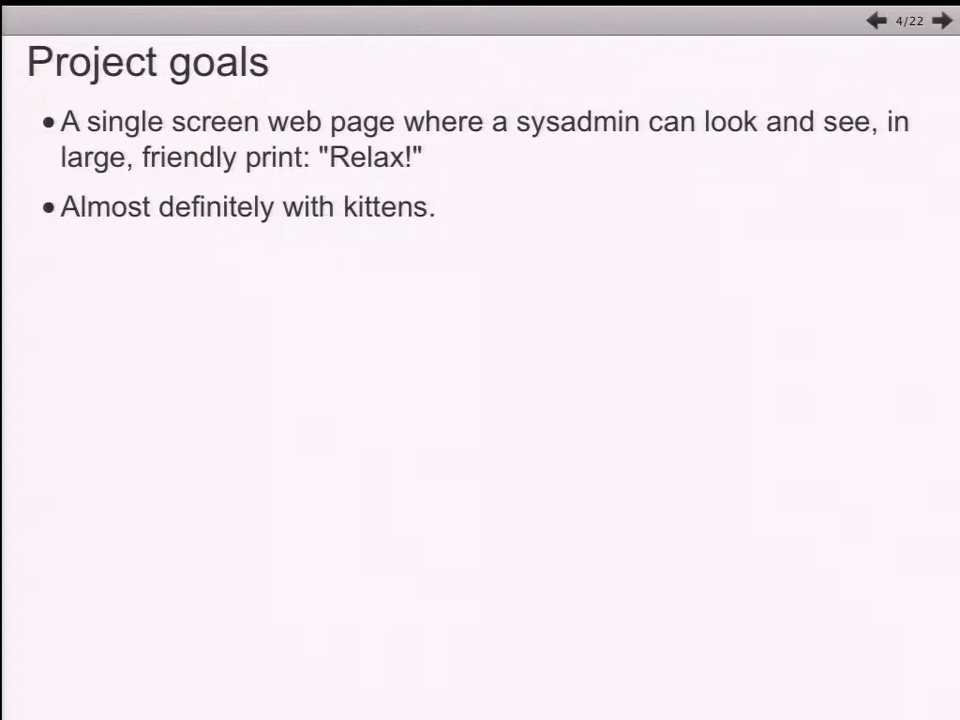 4/22
Project goals
• A single screen web page where a sysadmin can look and see, in
large, friendly print: "Relax!"
• Almost definitely with kittens.